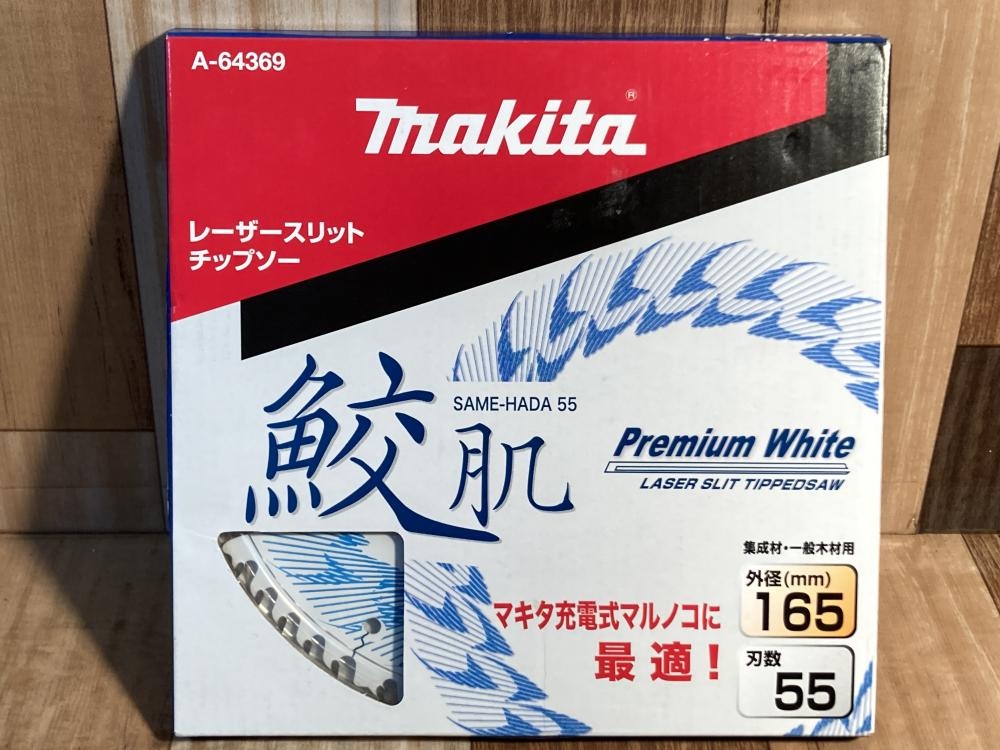 A-64369
makita®
レーザースリット
チップソー
鮫肌
SAME-HADA 55
Premium White
LASER SLIT TIPPEDSAW
集成材・一般木材用
外径(mm)
165
マキタ充電式マルノコに
最適！
刃数
55